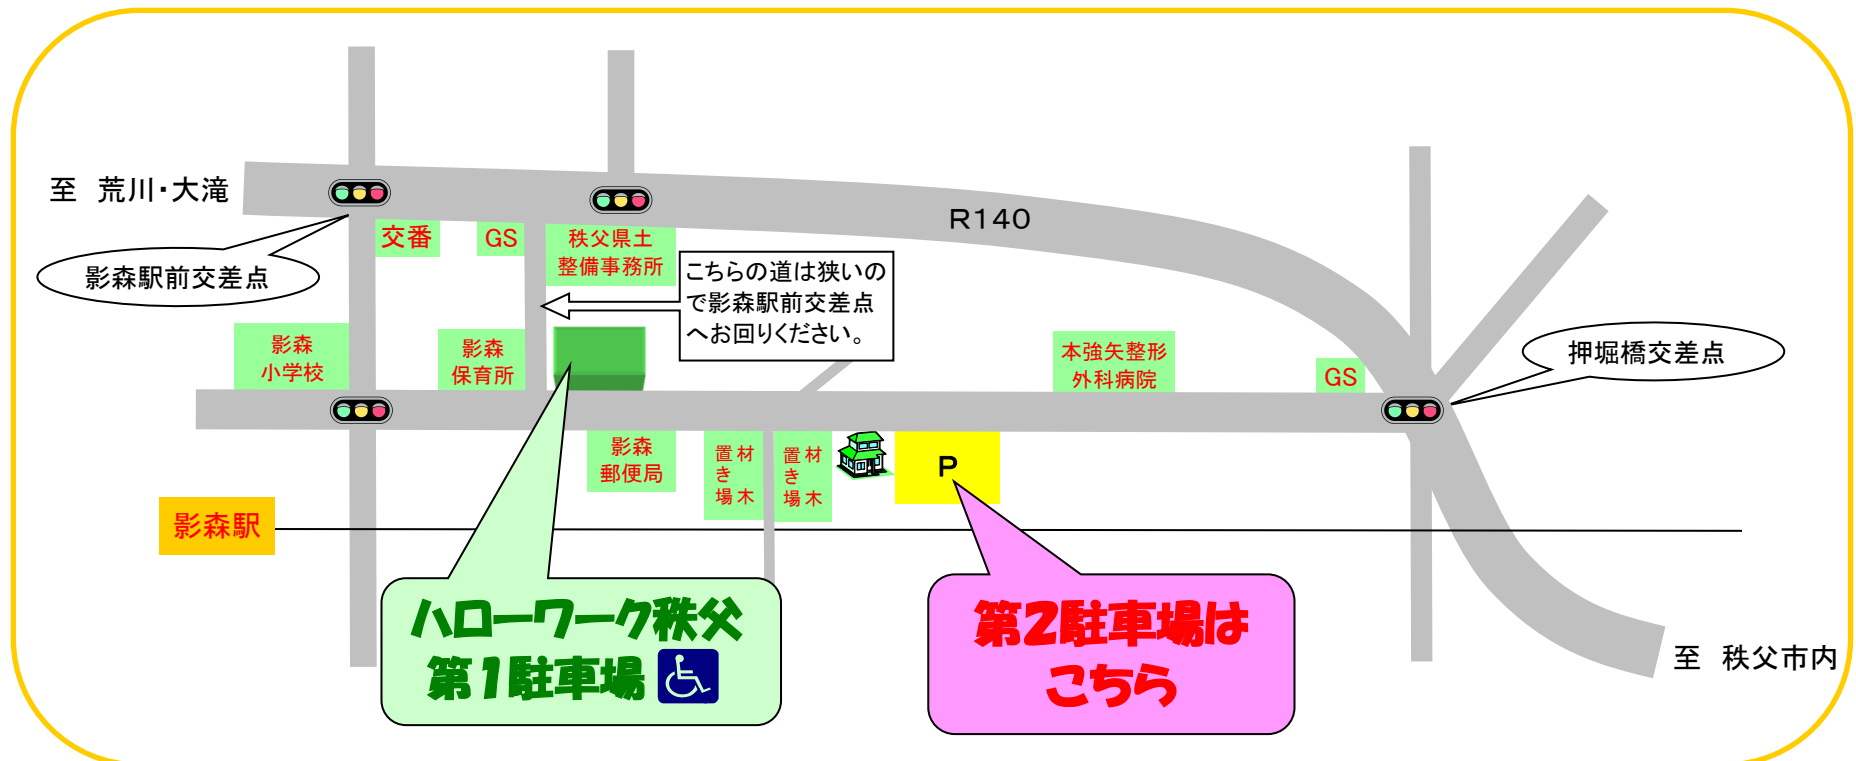 至 荒川・大滝
影森駅前交差点
交番
GS
秩父県土
整備事務所
R140
こちらの道は狭いの
で影森駅前交差点
へお回りください。
影森
小学校
影森
保育所
本強矢整形
外科病院
GS
押堀橋交差点
影森
郵便局
材木
置き場
材木
置き場
P
影森駅
ハローワーク秩父
第1駐車場
第2駐車場は
こちら
至 秩父市内